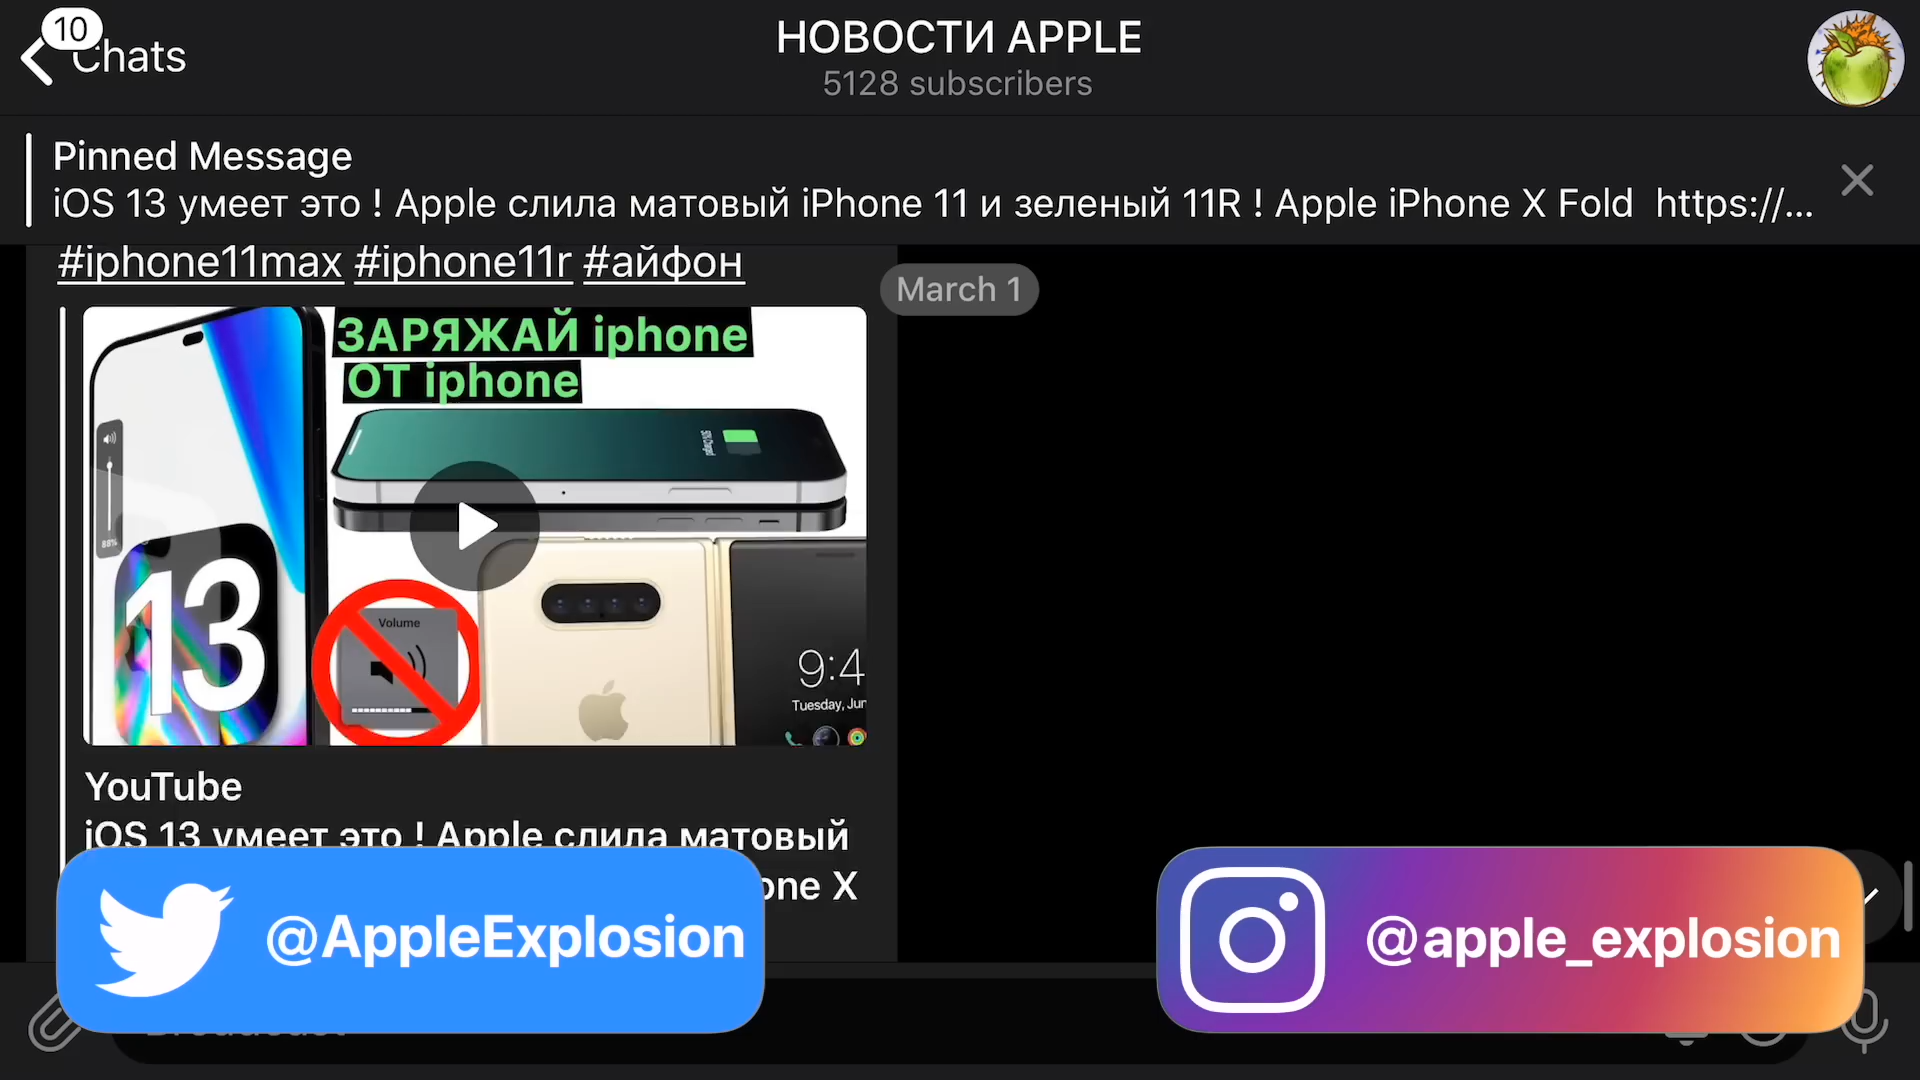 10
Chats
НОВОСТИ APPLE
5128 subscribers
Pinned Message
iOS 13 умеет это ! Apple слила матовый iPhone 11 и зеленый 11R ! Apple iPhone X Fold https://...
#iphone11max #iphone11r #айфон
March 1
ЗАРЯЖАЙ iphone
ОТ iphone
88%
13
Volume
9:4
Tuesday, Jun
YouTube
iOS 13 умеет это ! Apple слила матовый
one X
@AppleExplosion
@apple_explosion